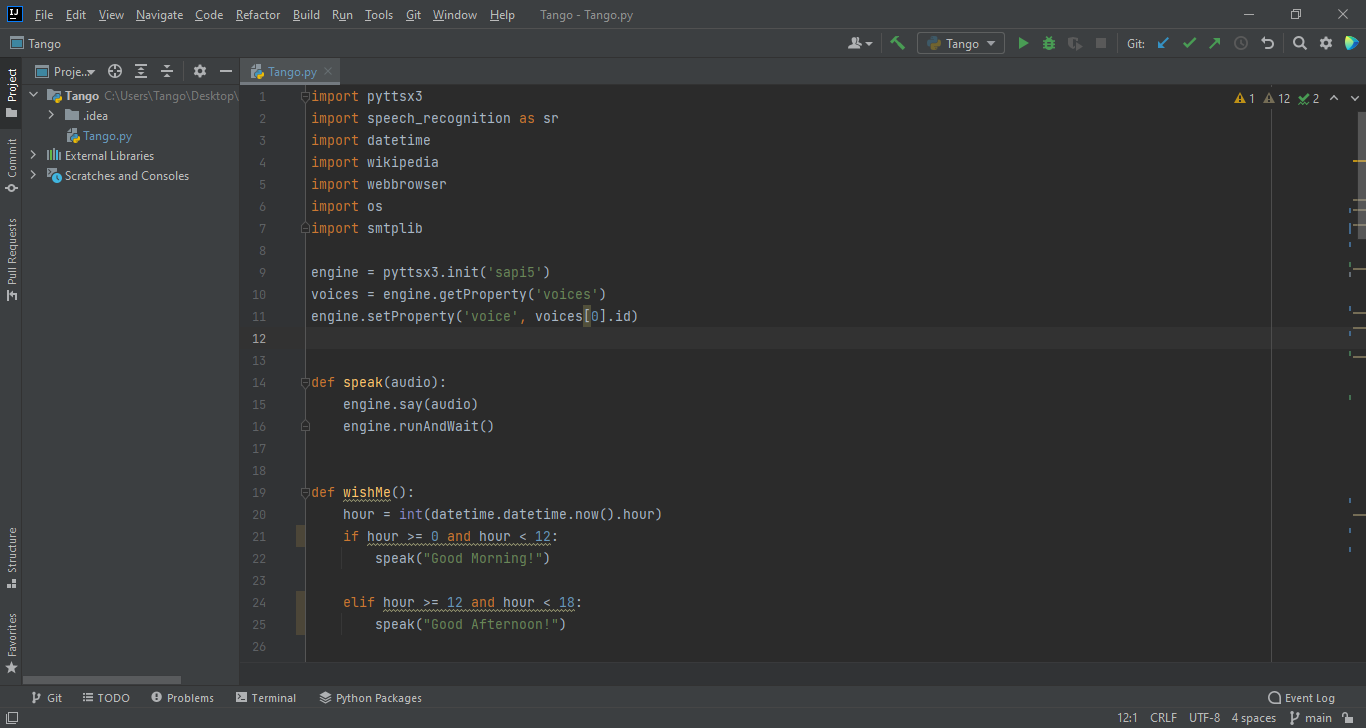 IJ File Edit View Navigate Code Refactor Build Run Tools Git Window Help Tango - Tango.py
Tango Tango Git:
Proje... Tango.py
Project
Commit
Pull Requests
Structure
Favorites
Tango C:\Users\Tango\Desktop\
.idea
Tango.py
External Libraries
Scratches and Consoles
1 12 2
1 import pyttsx3
2 import speech_recognition as sr
3 import datetime
4 import wikipedia
5 import webbrowser
6 import os
7 import smtplib
8
9 engine = pyttsx3.init('sapi5')
10 voices = engine.getProperty('voices')
11 engine.setProperty('voice', voices[0].id)
12
13
14 def speak(audio):
15     engine.say(audio)
16     engine.runAndWait()
17
18
19 def wishMe():
20     hour = int(datetime.datetime.now().hour)
21     if hour >= 0 and hour < 12:
22         speak("Good Morning!")
23
24     elif hour >= 12 and hour < 18:
25         speak("Good Afternoon!")
26
Git TODO Problems Terminal Python Packages Event Log
12:1 CRLF UTF-8 4 spaces main